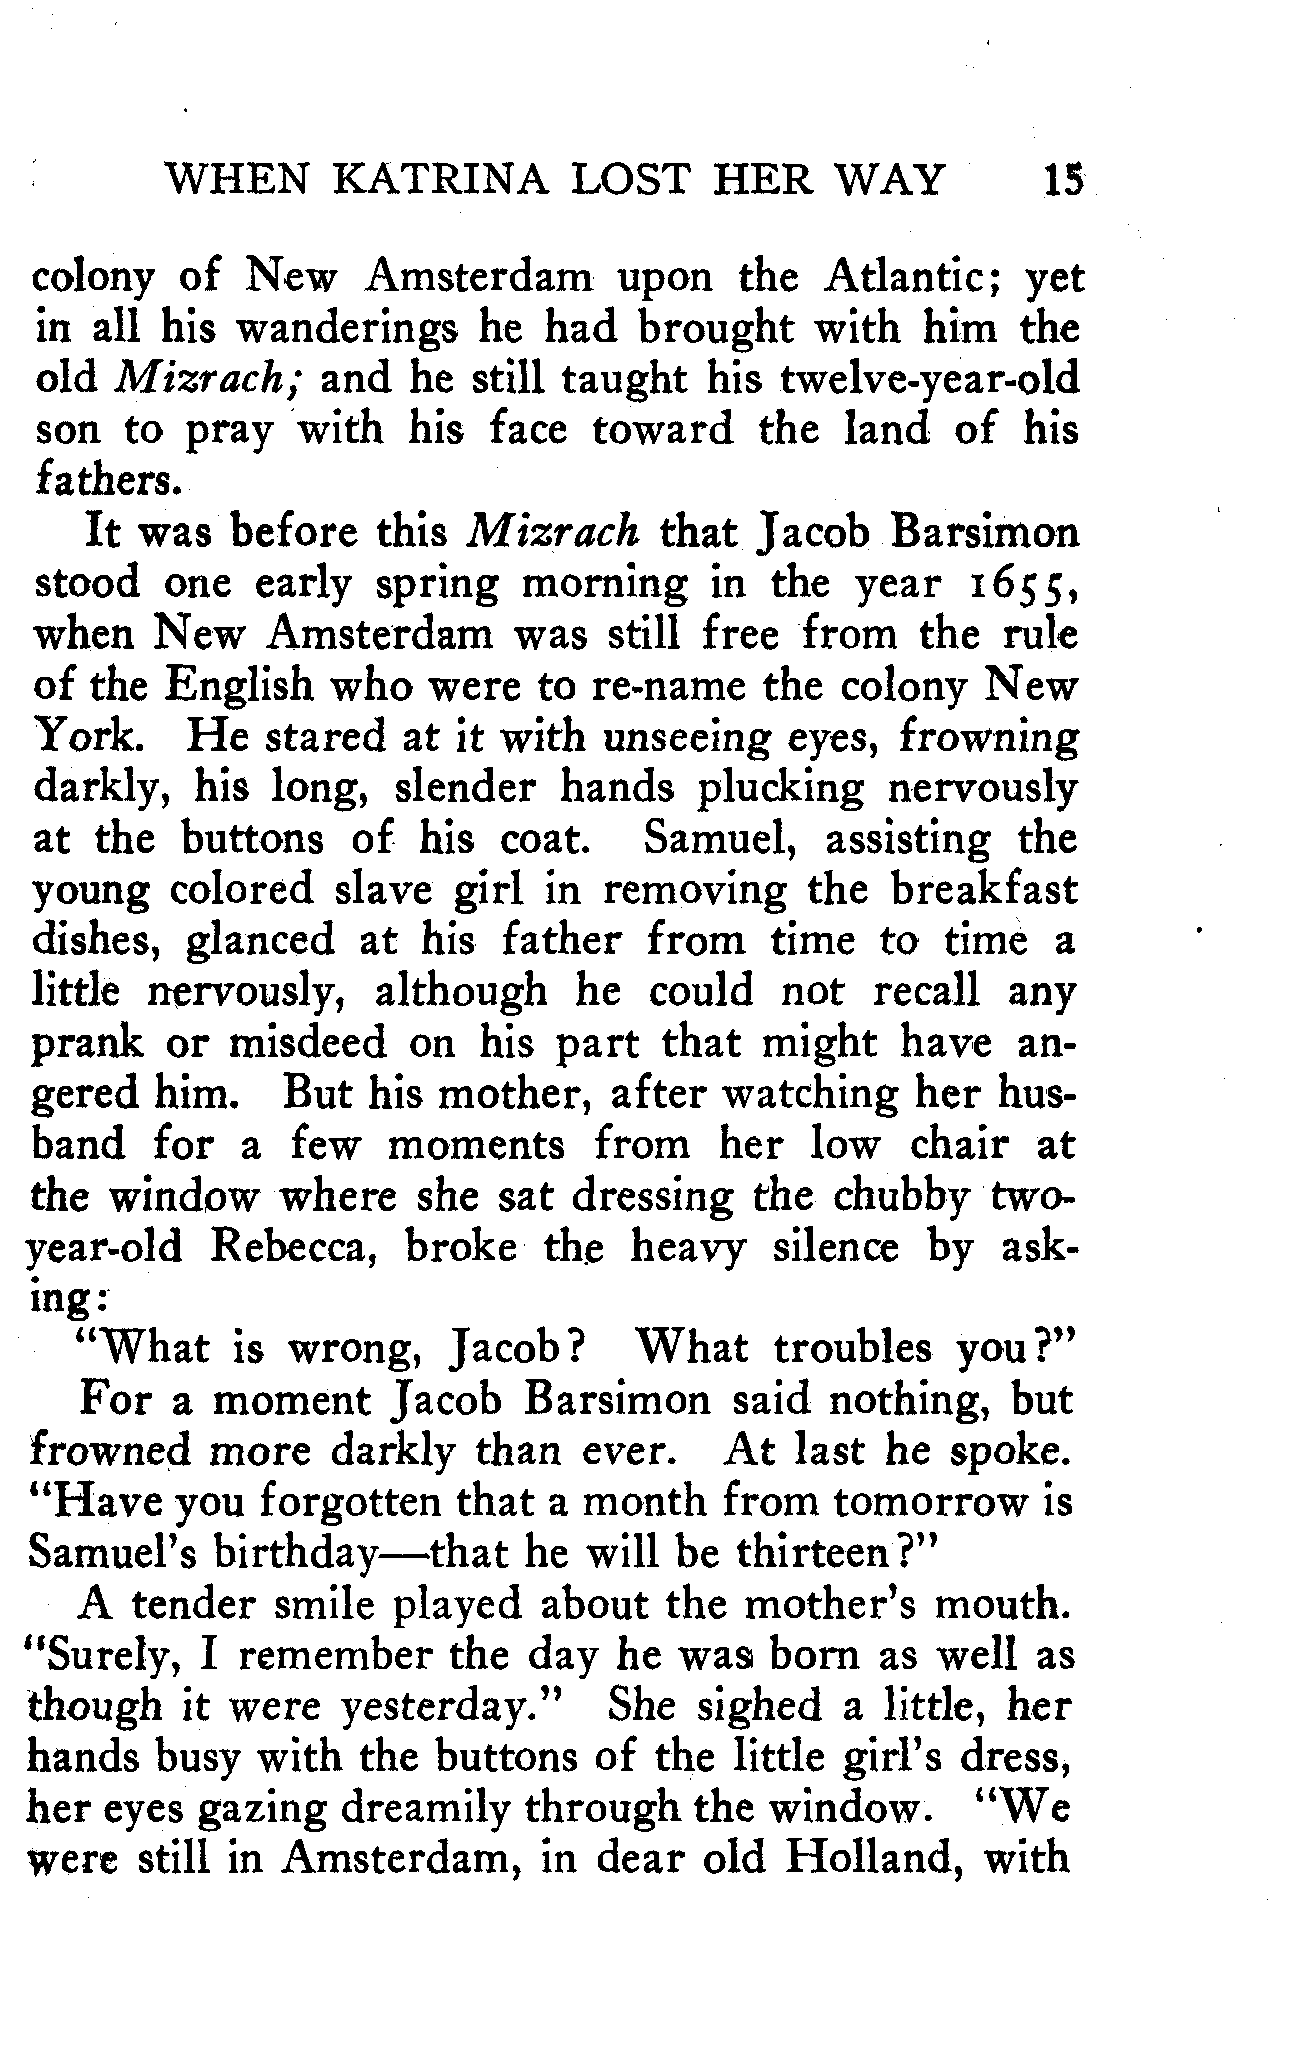 WHEN KATRINA LOST HER WAY 15
colony of New Amsterdam upon the Atlantic; yet
in all his wanderings he had brought with him the
old Mizrach; and he still taught his twelve-year-old
son to pray with his face toward the land of his
fathers.
It was before this Mizrach that Jacob Barsimon
stood one early spring morning in the year 1655,
when New Amsterdam was still free from the rule
of the English who were to re-name the colony New
York. He stared at it with unseeing eyes, frowning
darkly, his long, slender hands plucking nervously
at the buttons of his coat. Samuel, assisting the
young colored slave girl in removing the breakfast
dishes, glanced at his father from time to time a
little nervously, although he could not recall any
prank or misdeed on his part that might have an-
gered him. But his mother, after watching her hus-
band for a few moments from her low chair at
the window where she sat dressing the chubby two-
year-old Rebecca, broke the heavy silence by ask-
ing:
“What is wrong, Jacob? What troubles you?”
For a moment Jacob Barsimon said nothing, but
frowned more darkly than ever. At last he spoke.
“Have you forgotten that a month from tomorrow is
Samuel’s birthday—that he will be thirteen?”
A tender smile played about the mother’s mouth.
“Surely, I remember the day he was born as well as
though it were yesterday.” She sighed a little, her
hands busy with the buttons of the little girl’s dress,
her eyes gazing dreamily through the window. “We
were still in Amsterdam, in dear old Holland, with